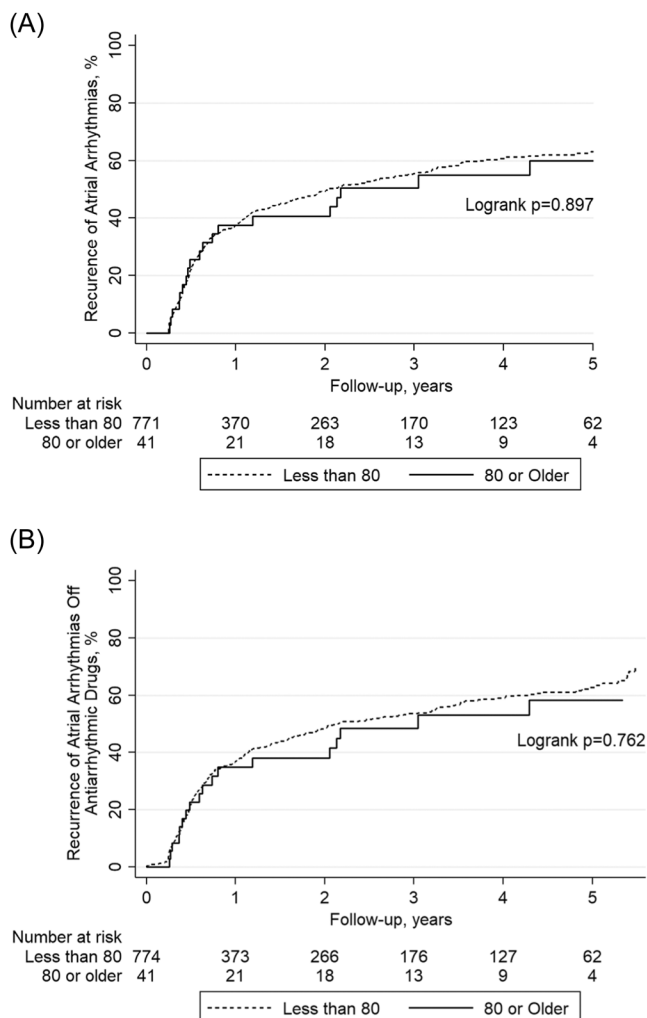 (A)
Recurence of Atrial Arrhythmias, %
100
80
60
40
20
0
Logrank p=0.897
0 1 2 3 4 5
Follow-up, years
Number at risk
Less than 80 771 370 263 170 123 62
80 or older 41 21 18 13 9 4
Less than 80 80 or Older
(B)
Recurrence of Atrial Arrhythmias Off
Antiarrhythmic Drugs, %
100
80
60
40
20
0
Logrank p=0.762
0 1 2 3 4 5
Follow-up, years
Number at risk
Less than 80 774 373 266 176 127 62
80 or older 41 21 18 13 9 4
Less than 80 80 or Older